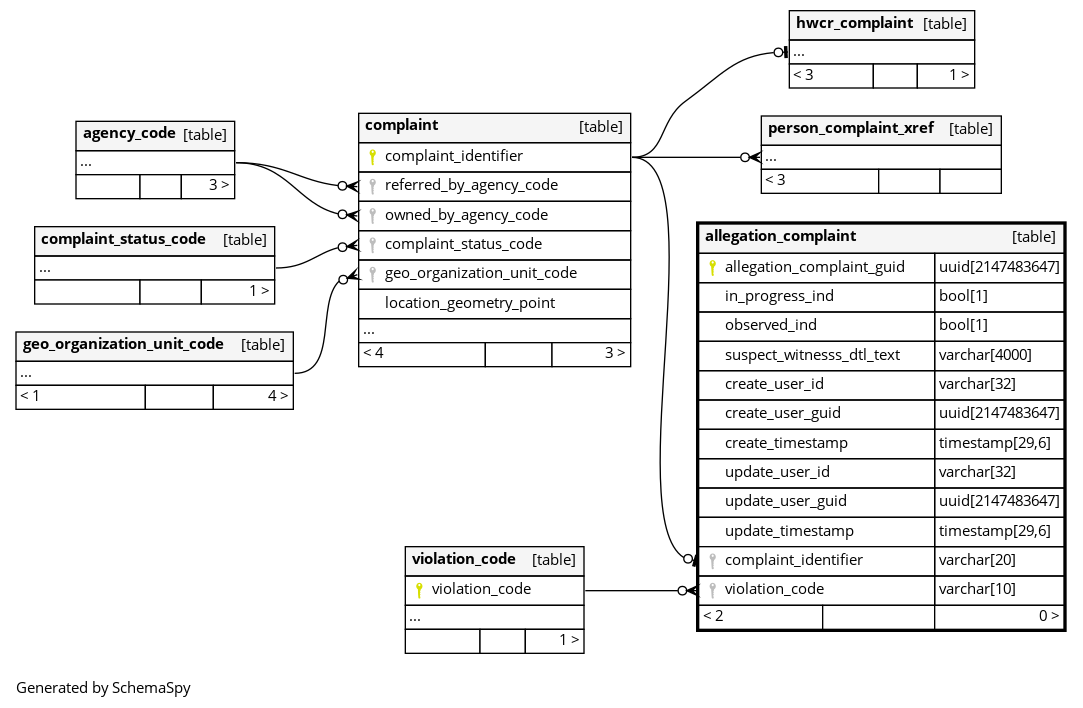 hwcr_complaint [table]
...
< 3 1 >
agency_code [table]
...
3 >
complaint [table]
complaint_identifier
referred_by_agency_code
owned_by_agency_code
complaint_status_code
geo_organization_unit_code
location_geometry_point
...
< 4 3 >
person_complaint_xref [table]
...
< 3
complaint_status_code [table]
...
1 >
geo_organization_unit_code [table]
...
< 1 4 >
allegation_complaint [table]
allegation_complaint_guid uuid[2147483647]
in_progress_ind bool[1]
observed_ind bool[1]
suspect_witnesss_dtl_text varchar[4000]
create_user_id varchar[32]
create_user_guid uuid[2147483647]
create_timestamp timestamp[29,6]
update_user_id varchar[32]
update_user_guid uuid[2147483647]
update_timestamp timestamp[29,6]
complaint_identifier varchar[20]
violation_code varchar[10]
< 2 0 >
violation_code [table]
violation_code
...
1 >
Generated by SchemaSpy